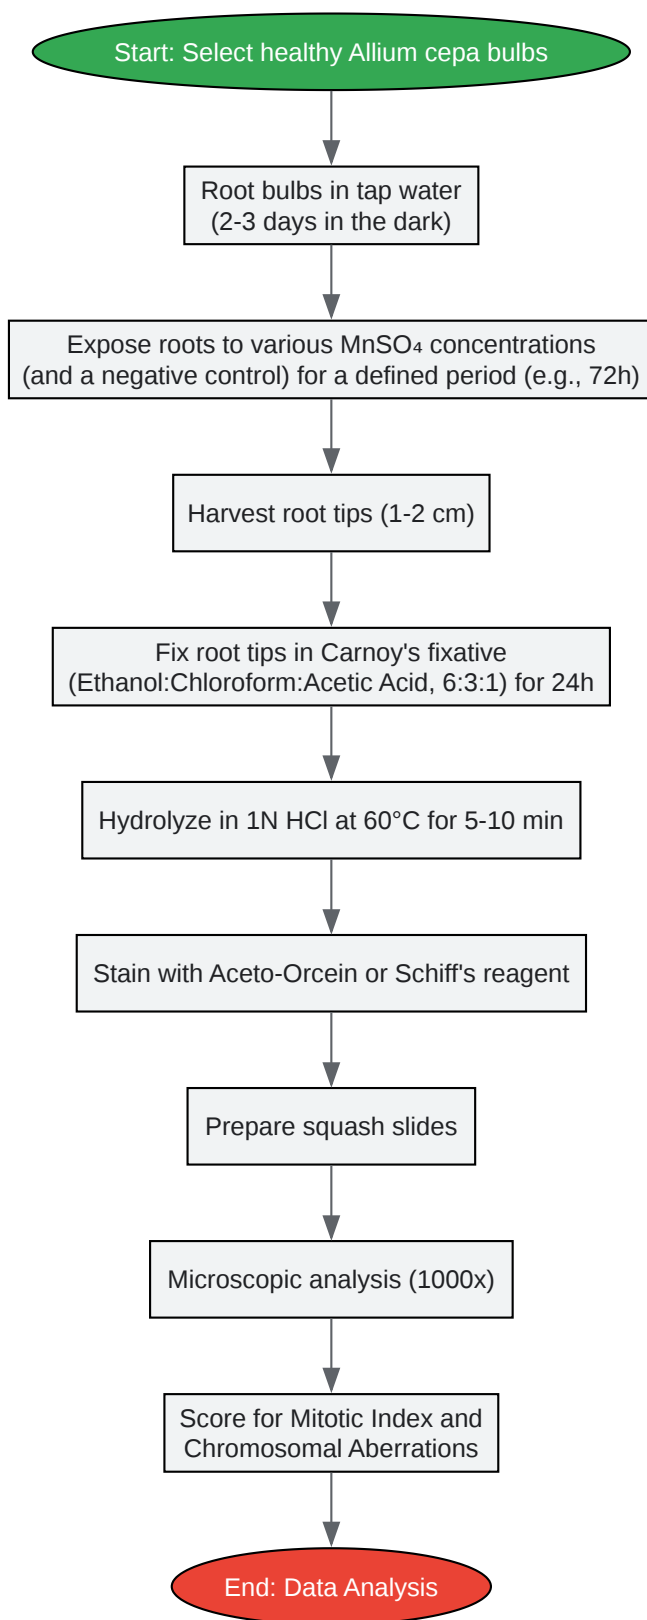 Start: Select healthy Allium cepa bulbs
Root bulbs in tap water
(2-3 days in the dark)
Expose roots to various MnSO₄ concentrations
(and a negative control) for a defined period (e.g., 72h)
Harvest root tips (1-2 cm)
Fix root tips in Carnoy's fixative
(Ethanol:Chloroform:Acetic Acid, 6:3:1) for 24h
Hydrolyze in 1N HCl at 60°C for 5-10 min
Stain with Aceto-Orcein or Schiff's reagent
Prepare squash slides
Microscopic analysis (1000x)
Score for Mitotic Index and
Chromosomal Aberrations
End: Data Analysis